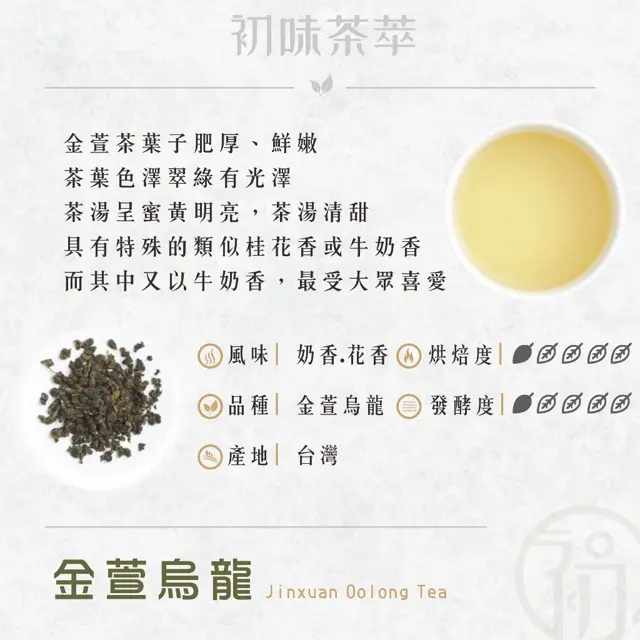 初味茶萃
金萱茶葉子肥厚、鮮嫩
茶葉色澤翠綠有光澤
茶湯呈蜜黃明亮，茶湯清甜
具有特殊的類似桂花香或牛奶香
而其中又以牛奶香，最受大眾喜愛
風味| 奶香.花香 烘焙度|
品種| 金萱烏龍 發酵度|
產地| 台灣
金萱烏龍 Jinxuan Oolong Tea